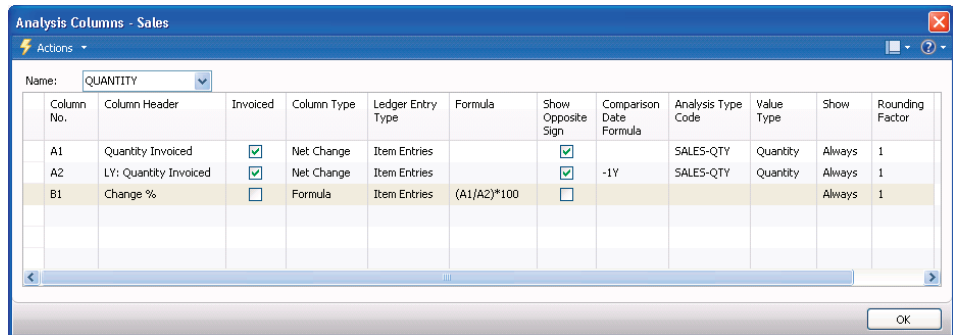 Analysis Columns - Sales
Actions
Name: QUANTITY
Column No. Column Header Invoiced Column Type Ledger Entry Type Formula Show Opposite Sign Comparison Date Formula Analysis Type Code Value Type Show Rounding Factor
A1 Quantity Invoiced Net Change Item Entries SALES-QTY Quantity Always 1
A2 LY: Quantity Invoiced Net Change Item Entries -1Y SALES-QTY Quantity Always 1
B1 Change % Formula Item Entries (A1/A2)*100 Always 1
OK